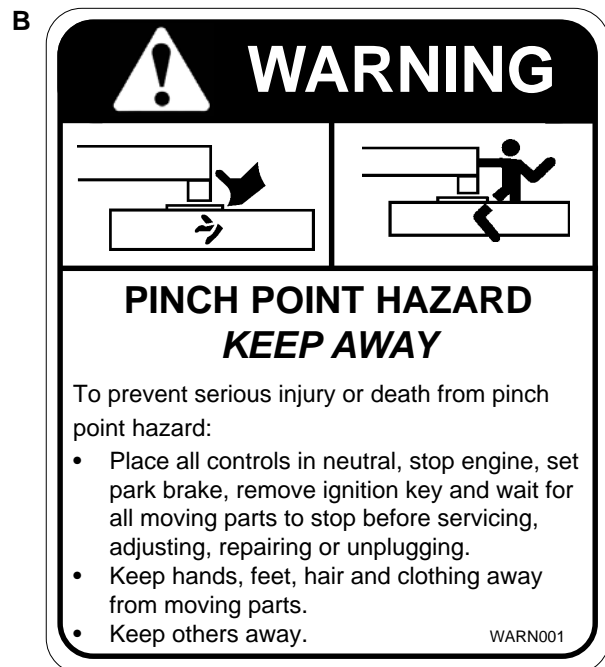 B
WARNING
PINCH POINT HAZARD
KEEP AWAY
To prevent serious injury or death from pinch
point hazard:
• Place all controls in neutral, stop engine, set
park brake, remove ignition key and wait for
all moving parts to stop before servicing,
adjusting, repairing or unplugging.
• Keep hands, feet, hair and clothing away
from moving parts.
• Keep others away. WARN001